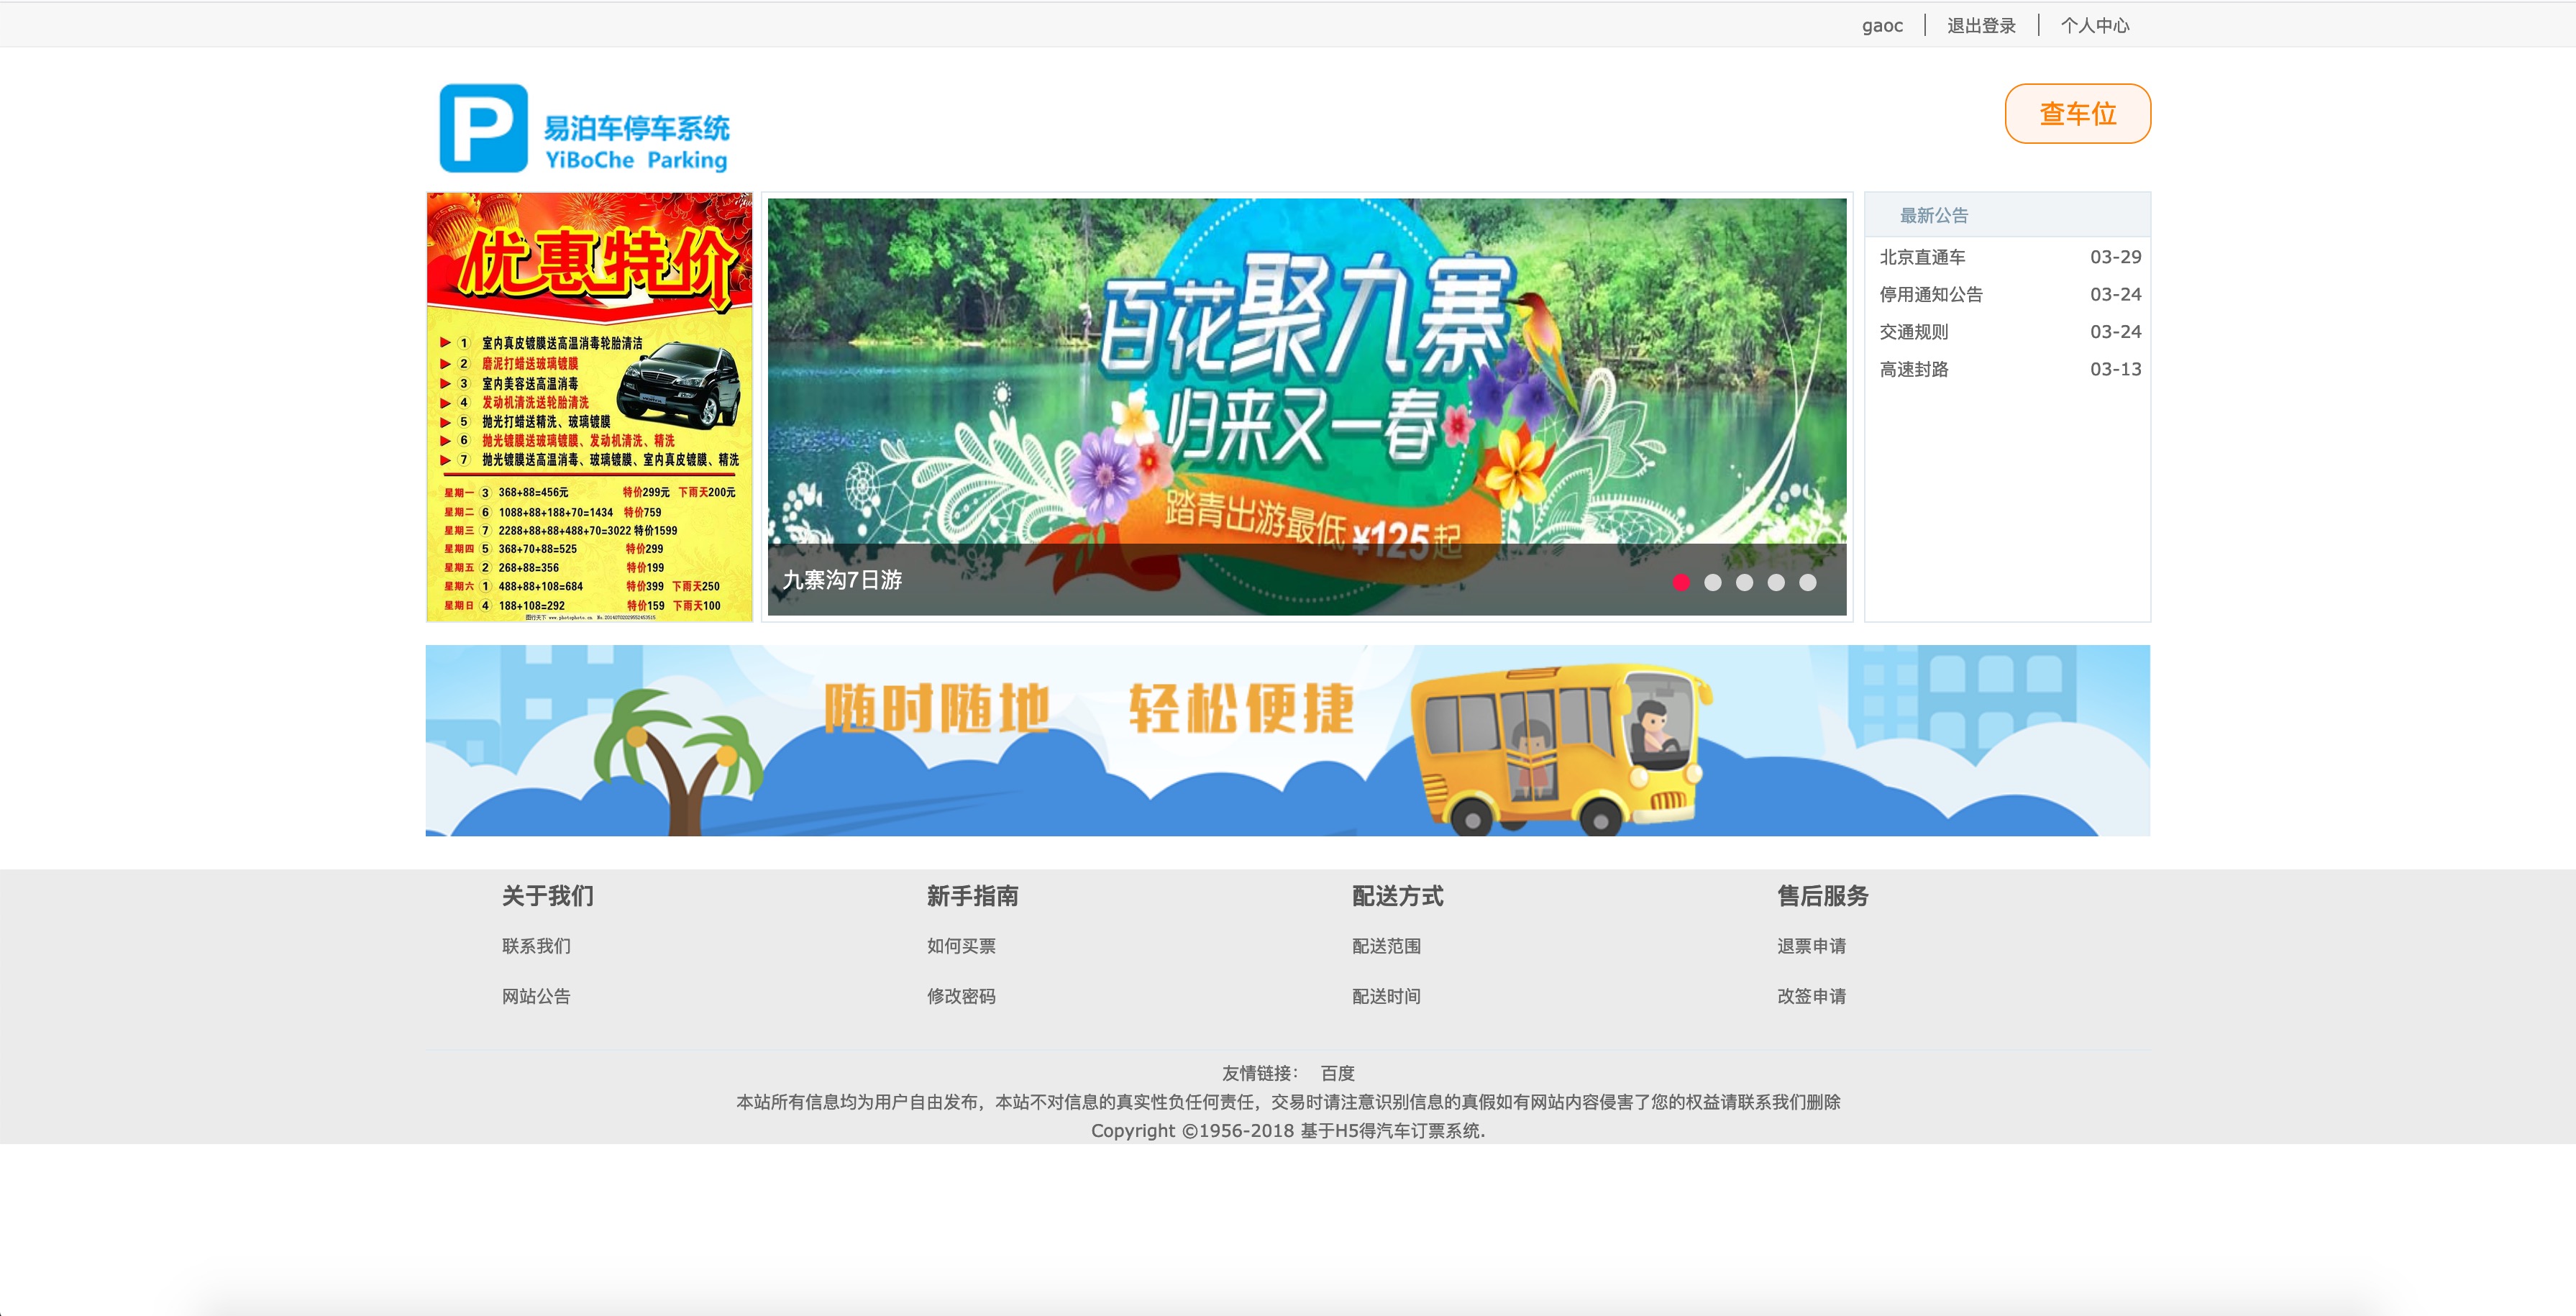 gaoc
退出登录
个人中心
P
易泊车停车系统
YiBoChe Parking
查车位
优惠特价
① 室内真皮镀膜送高温消毒轮胎清洁
② 磨泥打蜡送玻璃镀膜
③ 室内美容送高温消毒
④ 发动机清洗送轮胎清洗
⑤ 抛光打蜡送精洗、玻璃镀膜
⑥ 抛光镀膜送玻璃镀膜、发动机清洗、精洗
⑦ 抛光镀膜送高温消毒、玻璃镀膜、室内真皮镀膜、精洗
星期一 ③ 368+88=456元 特价299元 下雨天200元
星期二 ⑥ 1088+88+188+70=1434 特价759
星期三 ⑦ 2288+88+88+488+70=3022 特价1599
星期四 ⑤ 368+70+88=525 特价299
星期五 ② 268+88=356 特价199
星期六 ① 488+88+108=684 特价399 下雨天250
星期日 ④ 188+108=292 特价159 下雨天100
图行天下 www.photophoto.cn
百花聚九寨
归来又一春
踏青出游最低¥125起
九寨沟7日游
最新公告
北京直通车 03-29
停用通知公告 03-24
交通规则 03-24
高速封路 03-13
随时随地 轻松便捷
关于我们
联系我们
网站公告
新手指南
如何买票
修改密码
配送方式
配送范围
配送时间
售后服务
退票申请
改签申请
友情链接： 百度
本站所有信息均为用户自由发布，本站不对信息的真实性负任何责任，交易时请注意识别信息的真假如有网站内容侵害了您的权益请联系我们删除
Copyright ©1956-2018 基于H5得汽车订票系统.